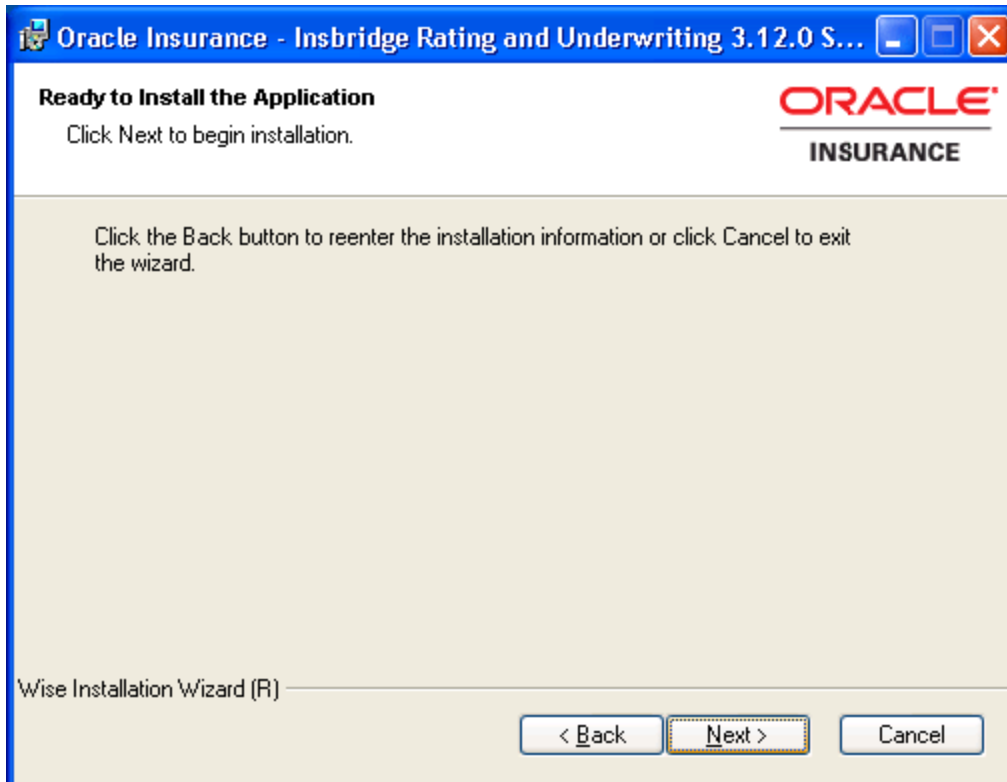 Oracle Insurance - Insbridge Rating and Underwriting 3.12.0 S...
Ready to Install the Application
Click Next to begin installation.
ORACLE
INSURANCE
Click the Back button to reenter the installation information or click Cancel to exit
the wizard.
Wise Installation Wizard (R)
< Back
Next >
Cancel